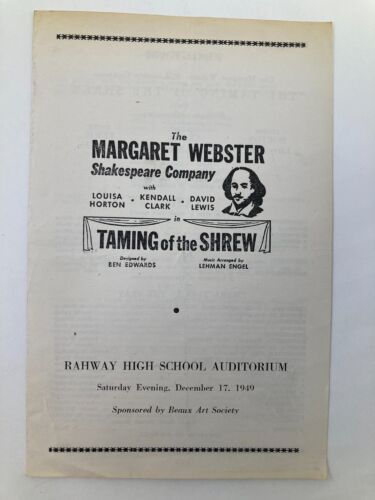 The
MARGARET WEBSTER
Shakespeare Company
with
LOUISA HORTON • KENDALL CLARK • DAVID LEWIS
in
TAMING of the SHREW
Designed by
BEN EDWARDS
Music Arranged by
LEHMAN ENGEL
RAHWAY HIGH SCHOOL AUDITORIUM
Saturday Evening, December 17, 1949
Sponsored by Beaux Art Society